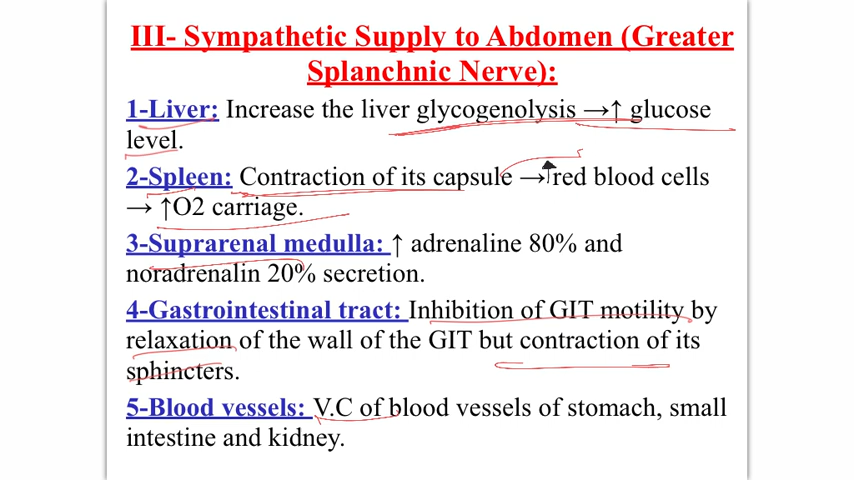 III- Sympathetic Supply to Abdomen (Greater
Splanchnic Nerve):
1-Liver: Increase the liver glycogenolysis →↑ glucose
level.
2-Spleen: Contraction of its capsule →↑red blood cells
→ ↑O2 carriage.
3-Suprarenal medulla: ↑ adrenaline 80% and
noradrenalin 20% secretion.
4-Gastrointestinal tract: Inhibition of GIT motility by
relaxation of the wall of the GIT but contraction of its
sphincters.
5-Blood vessels: V.C of blood vessels of stomach, small
intestine and kidney.